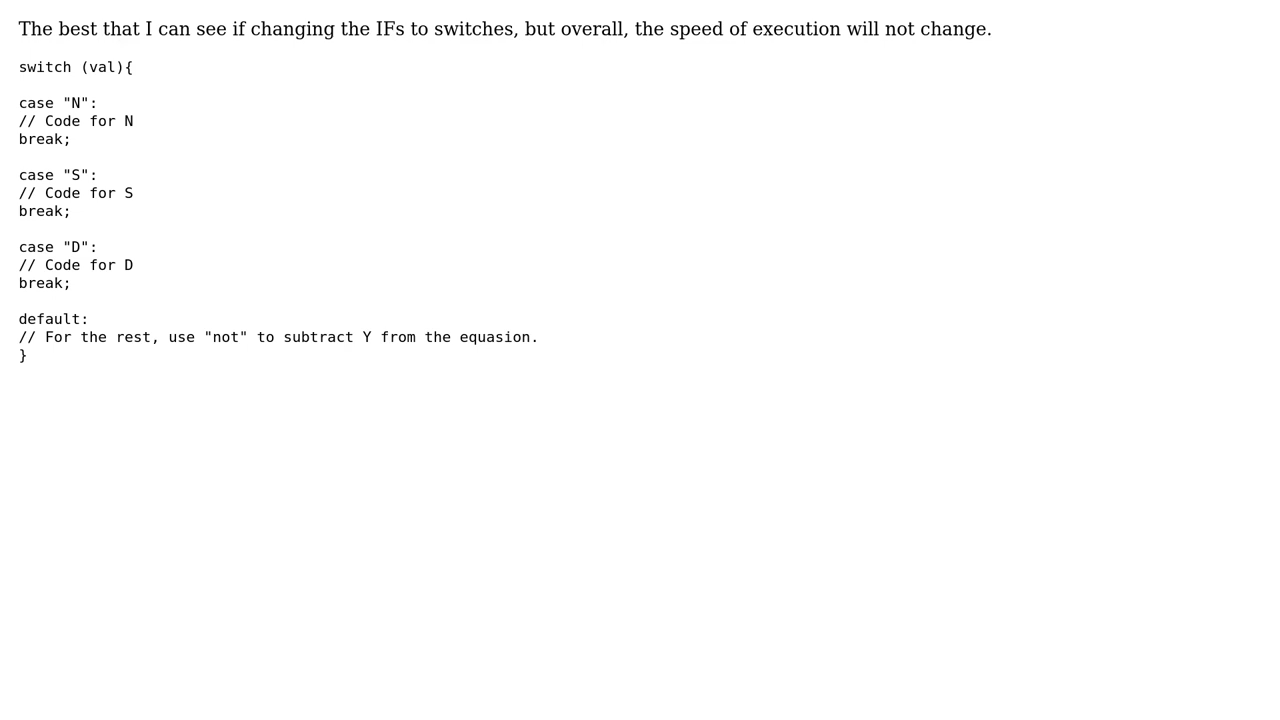 The best that I can see if changing the IFs to switches, but overall, the speed of execution will not change.
switch (val){
case "N":
// Code for N
break;
case "S":
// Code for S
break;
case "D":
// Code for D
break;
default:
// For the rest, use "not" to subtract Y from the equasion.
}